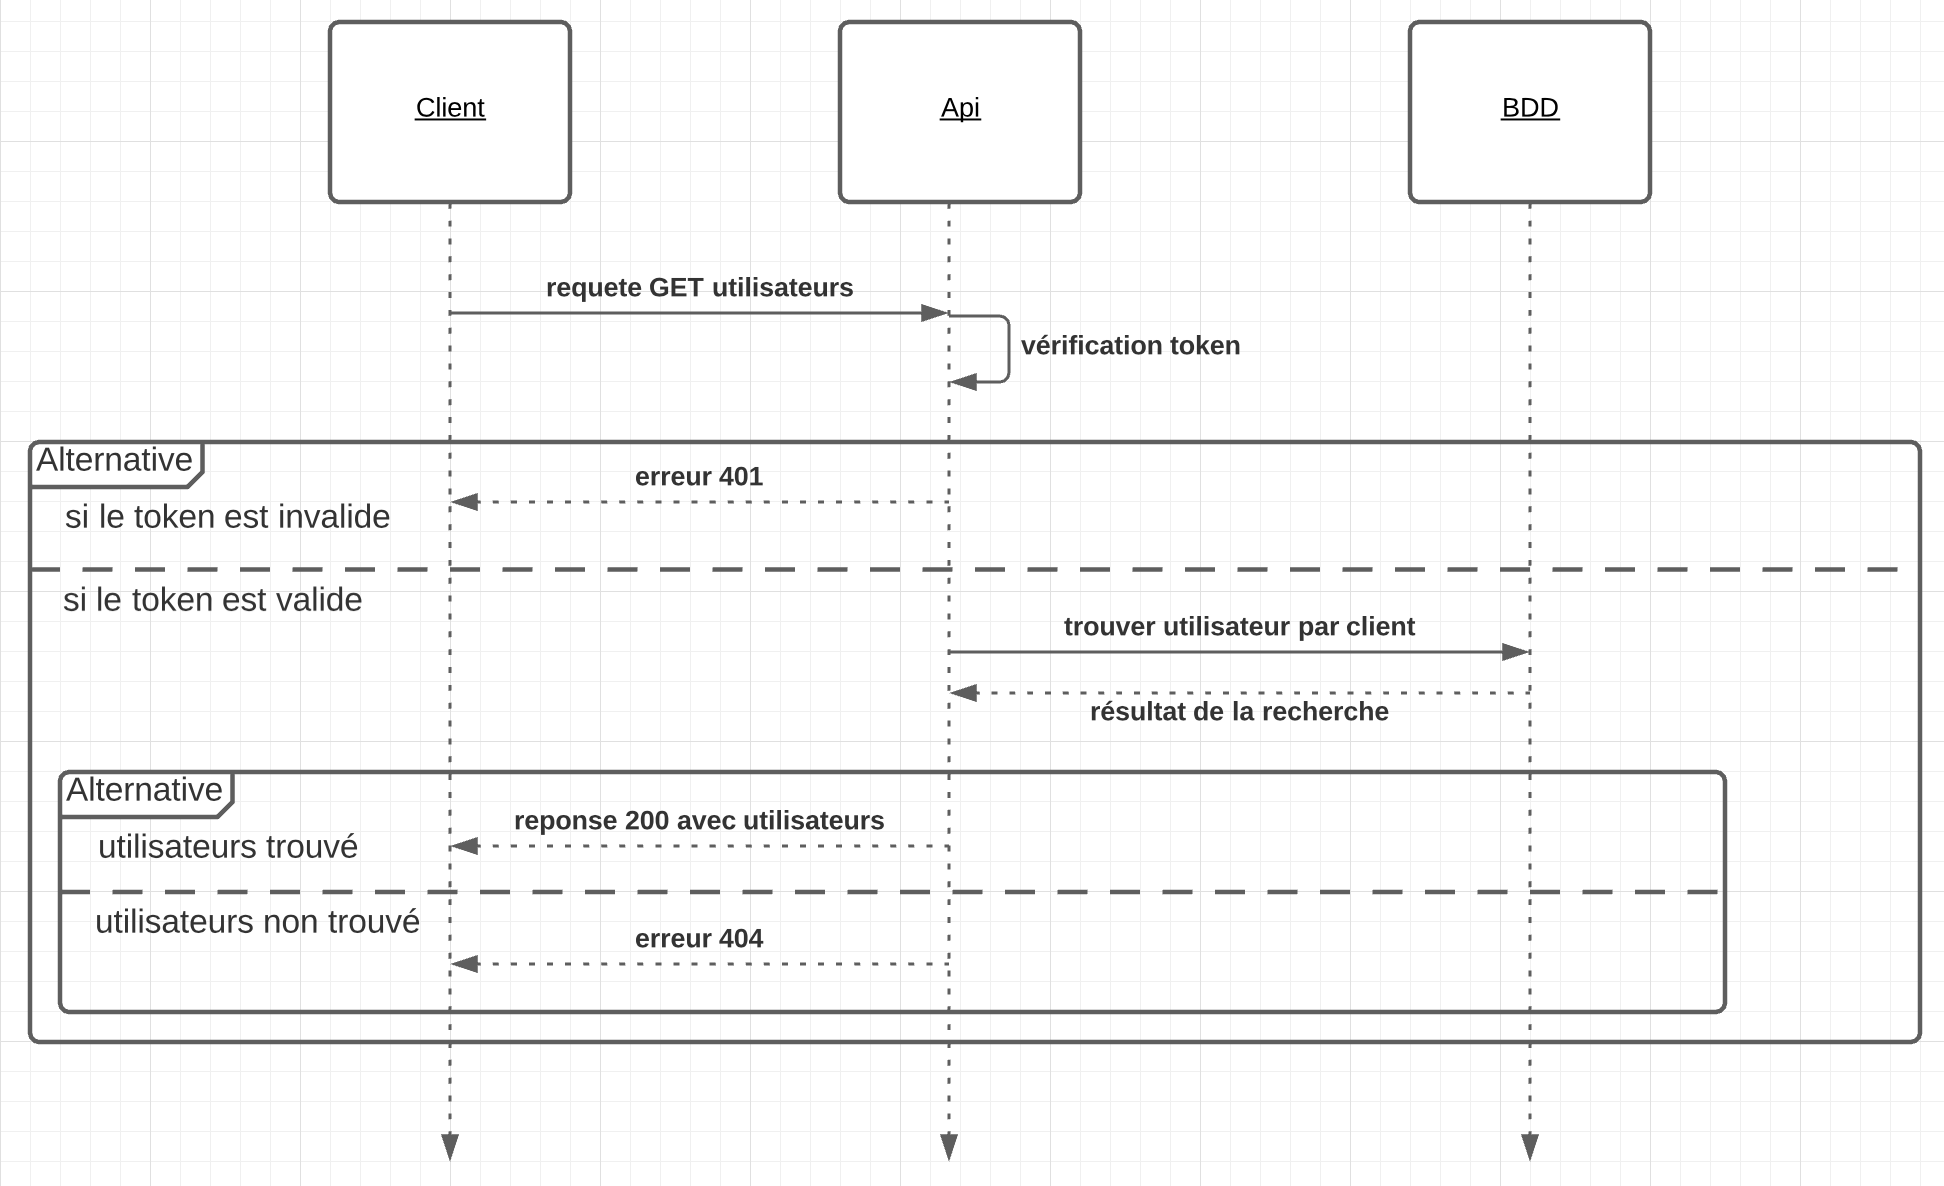 Client
Api
BDD
requete GET utilisateurs
vérification token
Alternative
erreur 401
si le token est invalide
si le token est valide
trouver utilisateur par client
résultat de la recherche
Alternative
reponse 200 avec utilisateurs
utilisateurs trouvé
utilisateurs non trouvé
erreur 404